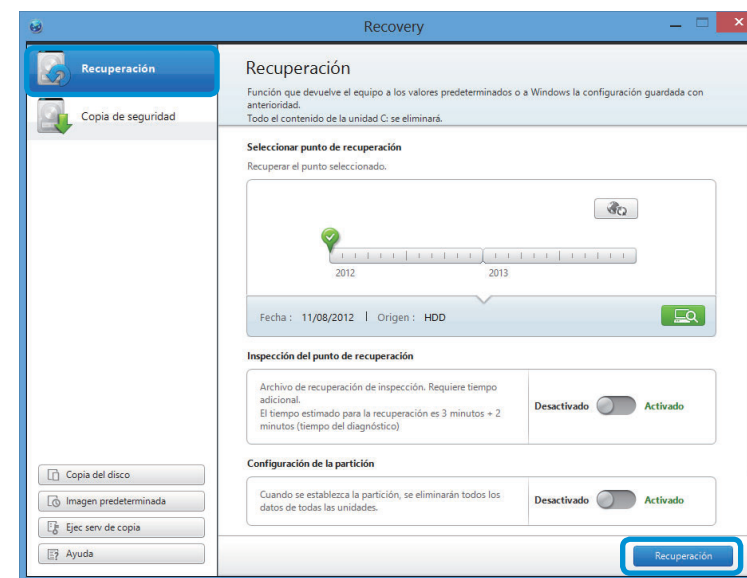 Recovery
Recuperación
Copia de seguridad
Copia del disco
Imagen predeterminada
Ejec serv de copia
Ayuda
Recuperación
Función que devuelve el equipo a los valores predeterminados o a Windows la configuración guardada con
anterioridad.
Todo el contenido de la unidad C: se eliminará.
Seleccionar punto de recuperación
Recuperar el punto seleccionado.
2012 2013
Fecha : 11/08/2012 | Origen : HDD
Inspección del punto de recuperación
Archivo de recuperación de inspección. Requiere tiempo
adicional.
El tiempo estimado para la recuperación es 3 minutos + 2
minutos (tiempo del diagnóstico)
Desactivado Activado
Configuración de la partición
Cuando se establezca la partición, se eliminarán todos los
datos de todas las unidades.
Desactivado Activado
Recuperación